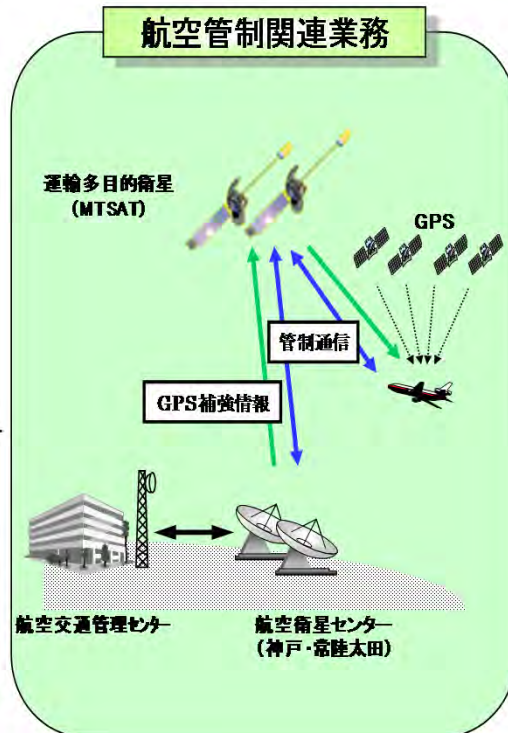 航空管制関連業務
運輸多目的衛星
(MTSAT)
GPS
管制通信
GPS補強情報
航空交通管理センター
航空衛星センター
(神戸・常陸太田)